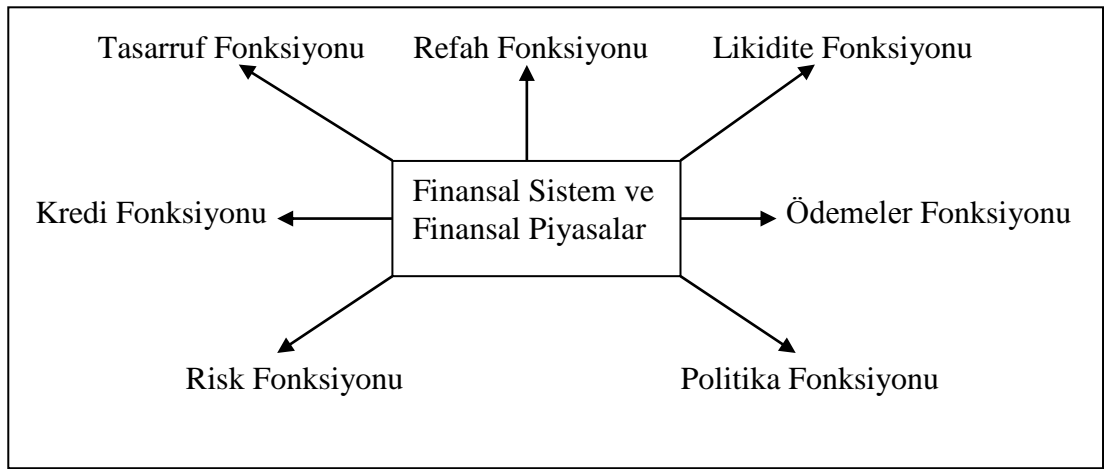 Tasarruf Fonksiyonu
Refah Fonksiyonu
Likidite Fonksiyonu
Kredi Fonksiyonu
Finansal Sistem ve
Finansal Piyasalar
Ödemeler Fonksiyonu
Risk Fonksiyonu
Politika Fonksiyonu